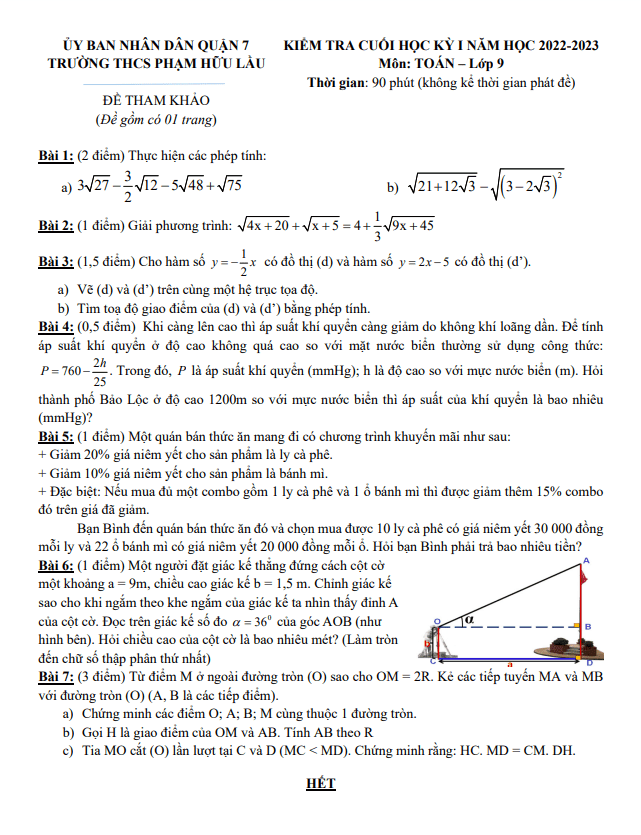 ỦY BAN NHÂN DÂN QUẬN 7
TRƯỜNG THCS PHẠM HỮU LẦU
ĐỀ THAM KHẢO
(Đề gồm có 01 trang)
KIỂM TRA CUỐI HỌC KỲ I NĂM HỌC 2022-2023
Môn: TOÁN – Lớp 9
Thời gian: 90 phút (không kể thời gian phát đề)
Bài 1: (2 điểm) Thực hiện các phép tính:
a) 3√27 − 3/2 √12 − 5√48 + √75
b) √(21+12√3) − √((3−2√3)²)
Bài 2: (1 điểm) Giải phương trình: √(4x+20) + √(x+5) = 4 + 1/3 √(9x+45)
Bài 3: (1,5 điểm) Cho hàm số y = −1/2 x có đồ thị (d) và hàm số y = 2x − 5 có đồ thị (d’).
a) Vẽ (d) và (d’) trên cùng một hệ trục tọa độ.
b) Tìm toạ độ giao điểm của (d) và (d’) bằng phép tính.
Bài 4: (0,5 điểm) Khi càng lên cao thì áp suất khí quyển càng giảm do không khí loãng dần. Để tính
áp suất khí quyển ở độ cao không quá cao so với mặt nước biển thường sử dụng công thức:
P = 760 − 2h/25. Trong đó, P là áp suất khí quyển (mmHg); h là độ cao so với mực nước biển (m). Hỏi
thành phố Bảo Lộc ở độ cao 1200m so với mực nước biển thì áp suất của khí quyển là bao nhiêu
(mmHg)?
Bài 5: (1 điểm) Một quán bán thức ăn mang đi có chương trình khuyến mãi như sau:
+ Giảm 20% giá niêm yết cho sản phẩm là ly cà phê.
+ Giảm 10% giá niêm yết cho sản phẩm là bánh mì.
+ Đặc biệt: Nếu mua đủ một combo gồm 1 ly cà phê và 1 ổ bánh mì thì được giảm thêm 15% combo
đó trên giá đã giảm.
Bạn Bình đến quán bán thức ăn đó và chọn mua được 10 ly cà phê có giá niêm yết 30 000 đồng
mỗi ly và 22 ổ bánh mì có giá niêm yết 20 000 đồng mỗi ổ. Hỏi bạn Bình phải trả bao nhiêu tiền?
Bài 6: (1 điểm) Một người đặt giác kế thẳng đứng cách cột cờ
một khoảng a = 9m, chiều cao giác kế b = 1,5 m. Chỉnh giác kế
sao cho khi ngắm theo khe ngắm của giác kế ta nhìn thấy đỉnh A
của cột cờ. Đọc trên giác kế số đo α = 36⁰ của góc AOB (như
hình bên). Hỏi chiều cao của cột cờ là bao nhiêu mét? (Làm tròn
đến chữ số thập phân thứ nhất)
A
O
α
B
b
C
a
D
Bài 7: (3 điểm) Từ điểm M ở ngoài đường tròn (O) sao cho OM = 2R. Kẻ các tiếp tuyến MA và MB
với đường tròn (O) (A, B là các tiếp điểm).
a) Chứng minh các điểm O; A; B; M cùng thuộc 1 đường tròn.
b) Gọi H là giao điểm của OM và AB. Tính AB theo R
c) Tia MO cắt (O) lần lượt tại C và D (MC < MD). Chứng minh rằng: HC. MD = CM. DH.
HẾT